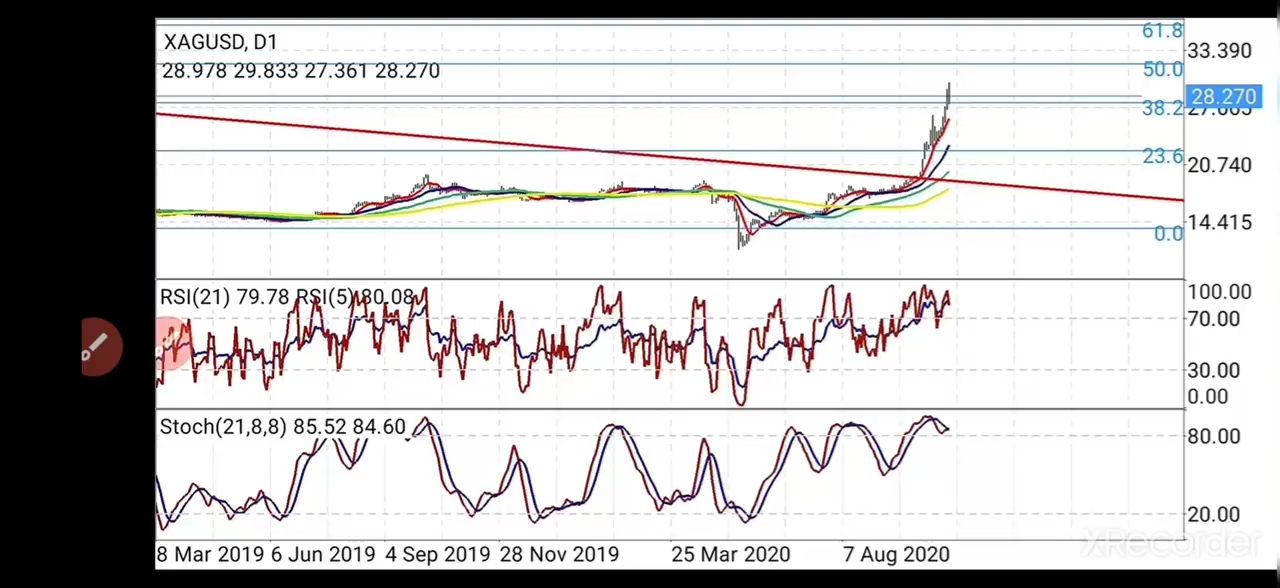 XAGUSD, D1
28.978 29.833 27.361 28.270
61.8
33.390
50.0
28.270
38.2
27.065
23.6
20.740
14.415
0.0
RSI(21) 79.78 RSI(5) 80.08
100.00
70.00
30.00
0.00
Stoch(21,8,8) 85.52 84.60
80.00
20.00
8 Mar 2019 6 Jun 2019 4 Sep 2019 28 Nov 2019 25 Mar 2020 7 Aug 2020
XRecorder